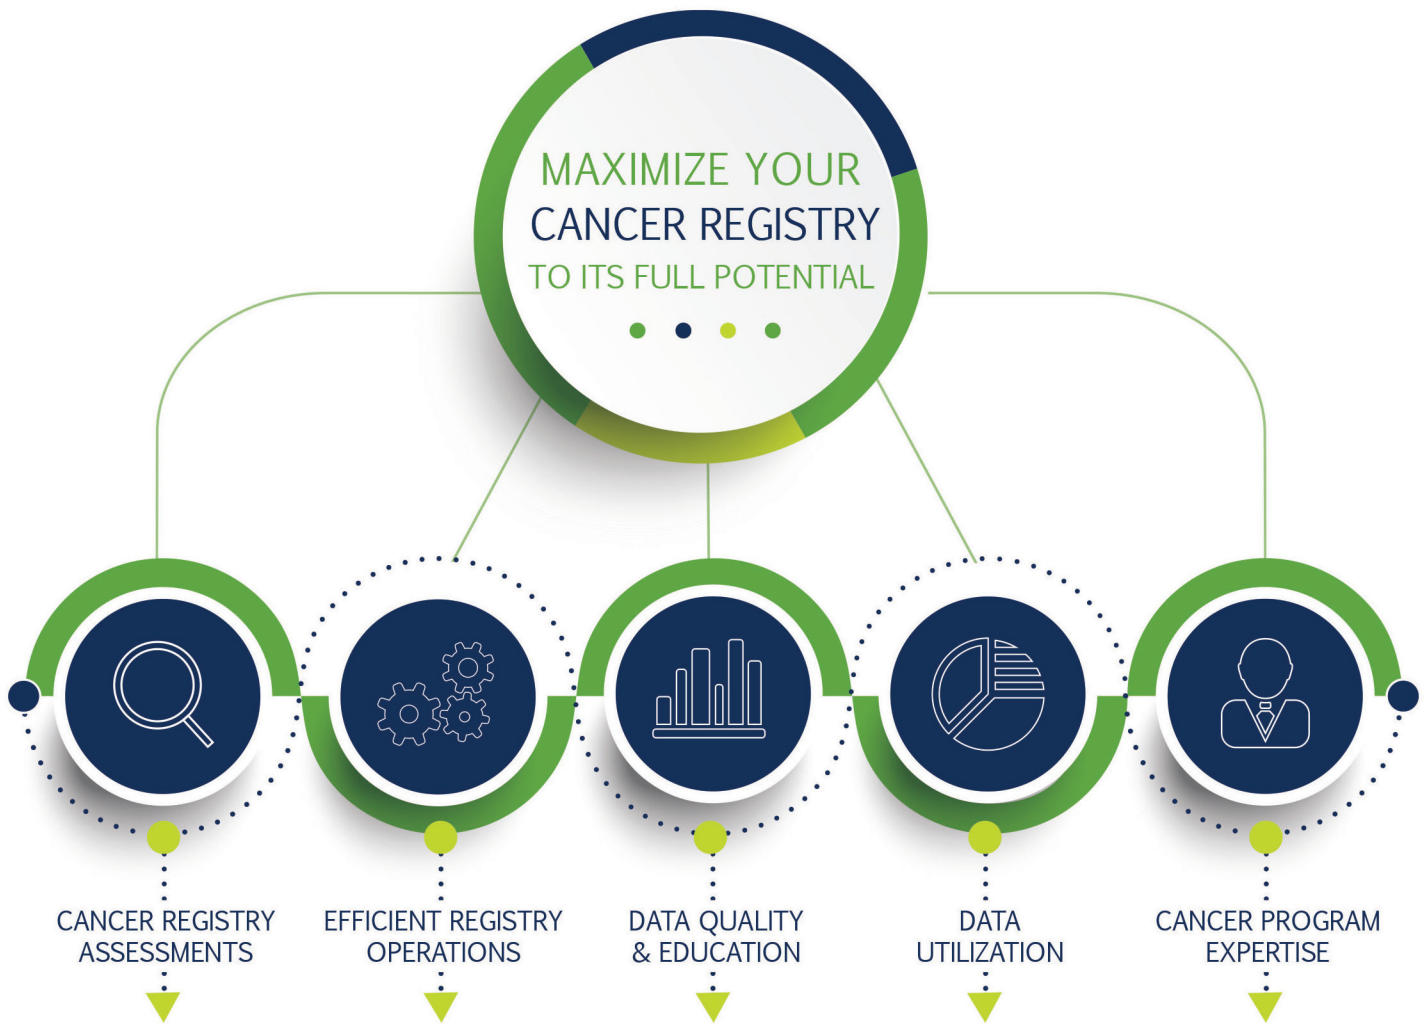 MAXIMIZE YOUR
CANCER REGISTRY
TO ITS FULL POTENTIAL
CANCER REGISTRY
ASSESSMENTS
EFFICIENT REGISTRY
OPERATIONS
DATA QUALITY
& EDUCATION
DATA
UTILIZATION
CANCER PROGRAM
EXPERTISE